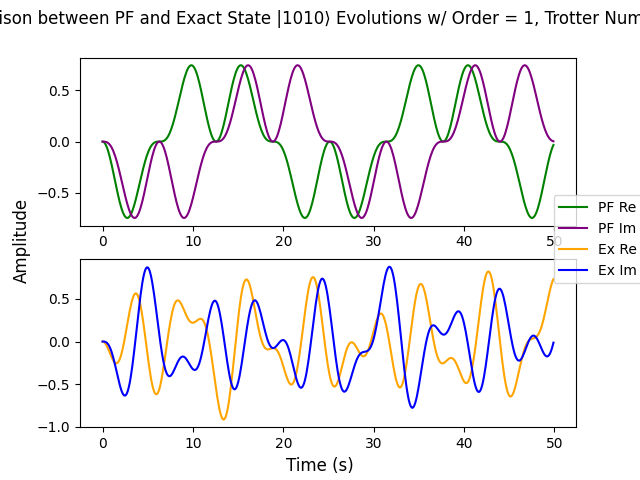 ison between PF and Exact State |1010⟩ Evolutions w/ Order = 1, Trotter Num
0.5
0.0
−0.5
0 10 20 30 40 50
PF Re
PF Im
Ex Re
Ex Im
Amplitude
0.5
0.0
−0.5
−1.0
0 10 20 30 40 50
Time (s)